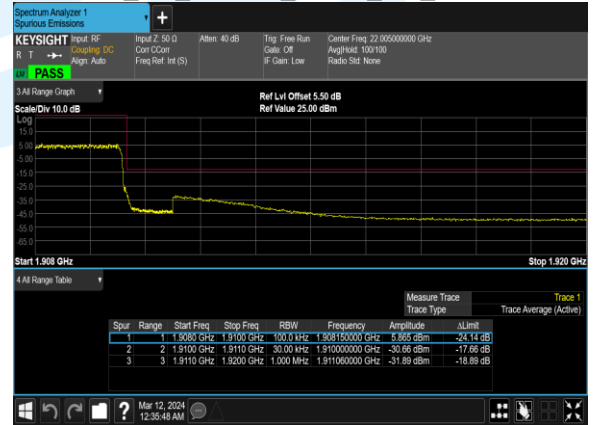 Spectrum Analyzer 1
Spurious Emissions
KEYSIGHT Input: RF Input Z: 50 Ω Atten: 40 dB Trig: Free Run Center Freq: 22.005000000 GHz
R T Coupling: DC Corr CCorr Gate: Off Avg|Hold: 100/100
Align: Auto Freq Ref: Int (S) IF Gain: Low Radio Std: None
LU PASS
3 All Range Graph
Ref Lvl Offset 5.50 dB
Scale/Div 10.0 dB Ref Value 25.00 dBm
Log
15.0
5.00
-5.00
-15.0
-25.0
-35.0
-45.0
-55.0
-65.0
Start 1.908 GHz Stop 1.920 GHz
4 All Range Table
Measure Trace Trace 1
Trace Type Trace Average (Active)
Spur Range Start Freq Stop Freq RBW Frequency Amplitude ΔLimit
1 1 1.9080 GHz 1.9100 GHz 100.0 kHz 1.908150000 GHz 5.865 dBm -24.14 dB
2 2 1.9100 GHz 1.9110 GHz 30.00 kHz 1.910000000 GHz -30.66 dBm -17.66 dB
3 3 1.9110 GHz 1.9200 GHz 1.000 MHz 1.911060000 GHz -31.89 dBm -18.89 dB
Mar 12, 2024
12:35:48 AM